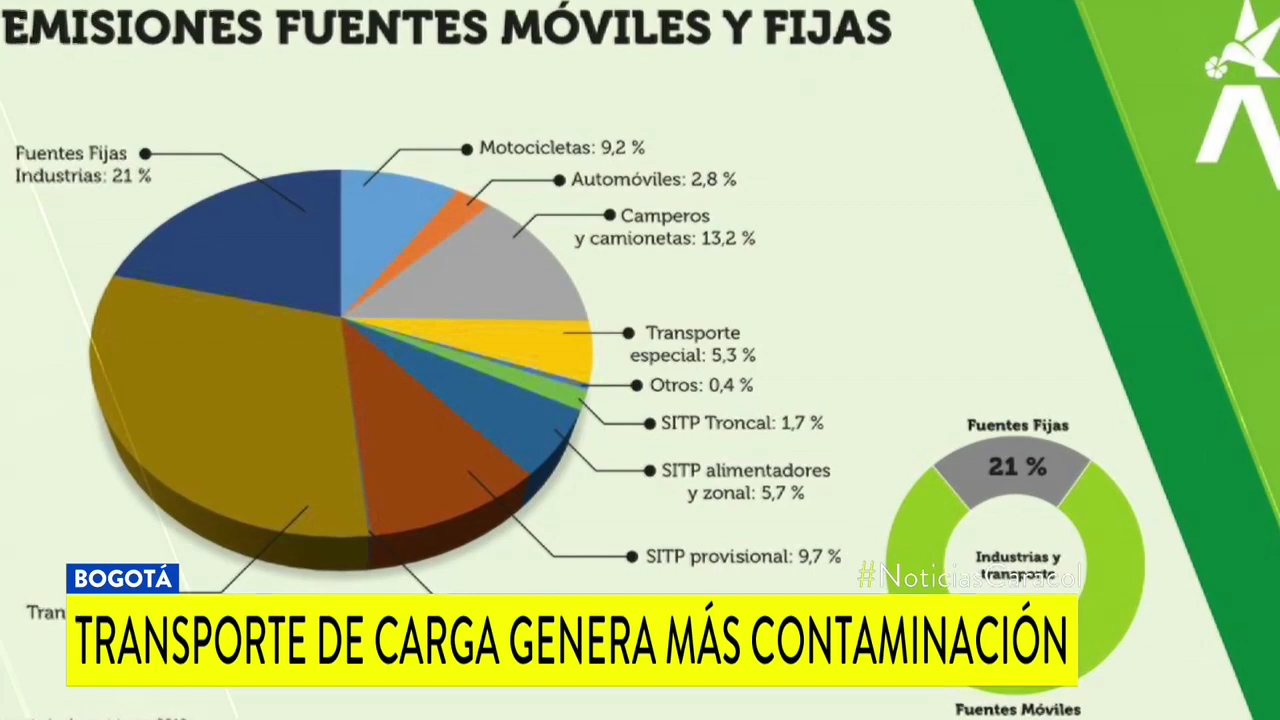 EMISIONES FUENTES MÓVILES Y FIJAS
Fuentes Fijas
Industrias: 21 %
Motocicletas: 9,2 %
Automóviles: 2,8 %
Camperos
y camionetas: 13,2 %
Transporte
especial: 5,3 %
Otros: 0,4 %
SITP Troncal: 1,7 %
SITP alimentadores
y zonal: 5,7 %
SITP provisional: 9,7 %
Fuentes Fijas
21 %
Industrias y
transporte
Fuentes Móviles
#NoticiasCaracol
BOGOTÁ
TRANSPORTE DE CARGA GENERA MÁS CONTAMINACIÓN